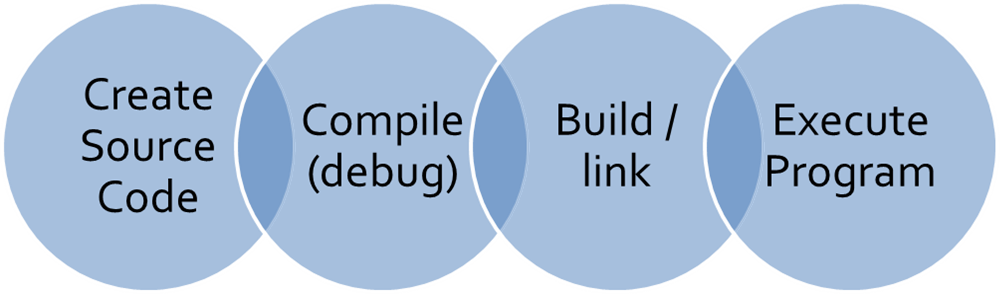 Create
Source
Code
Compile
(debug)
Build /
link
Execute
Program